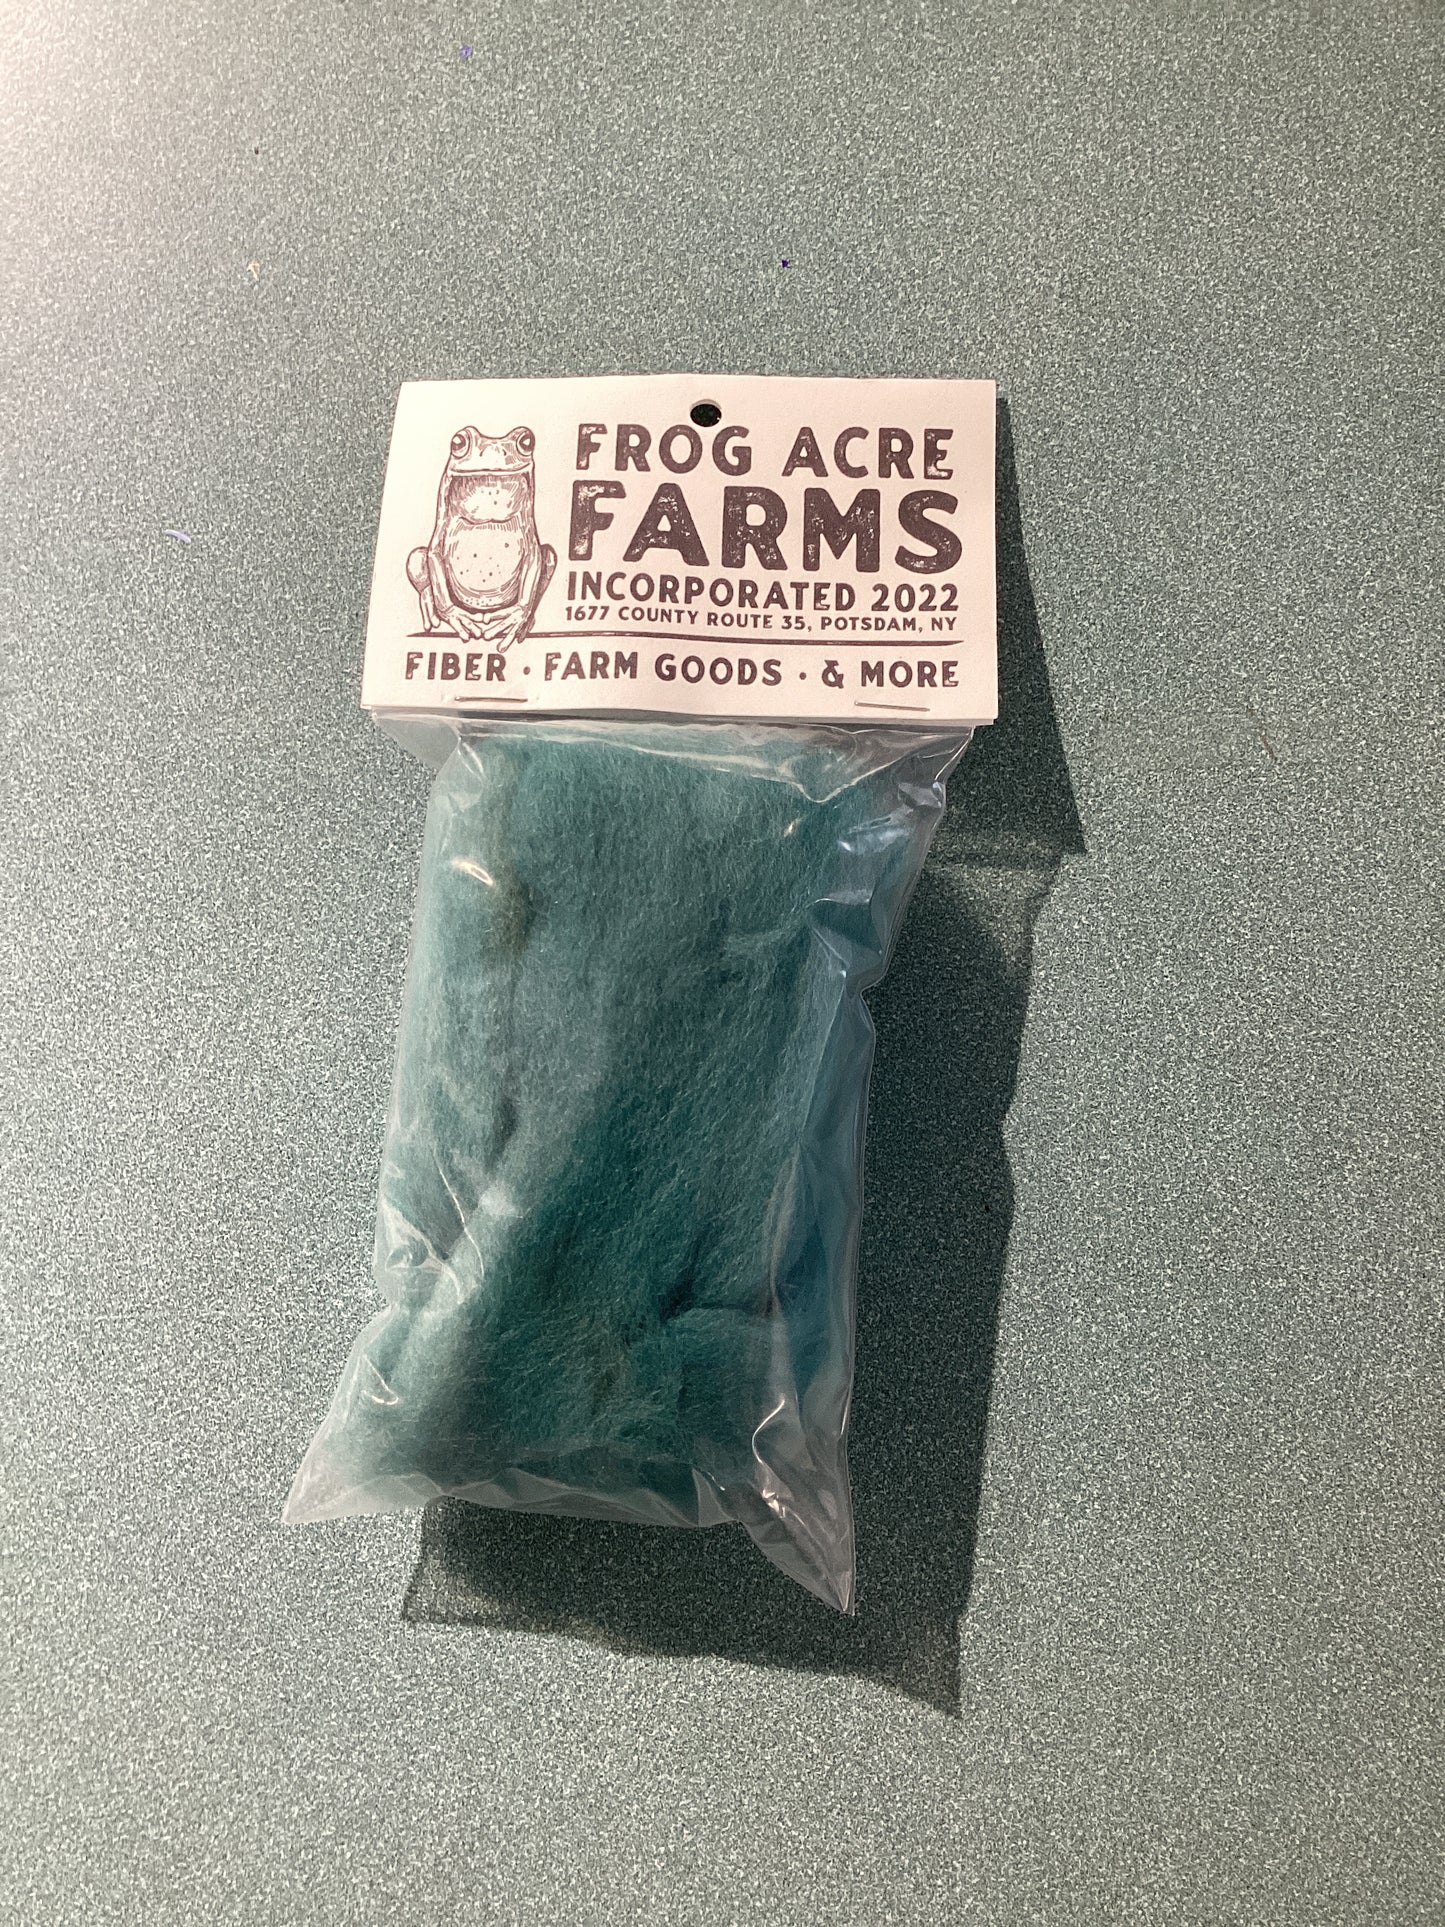 FROG ACRE
FARMS
INCORPORATED 2022
1677 COUNTY ROUTE 35, POTSDAM, NY
FIBER · FARM GOODS · & MORE